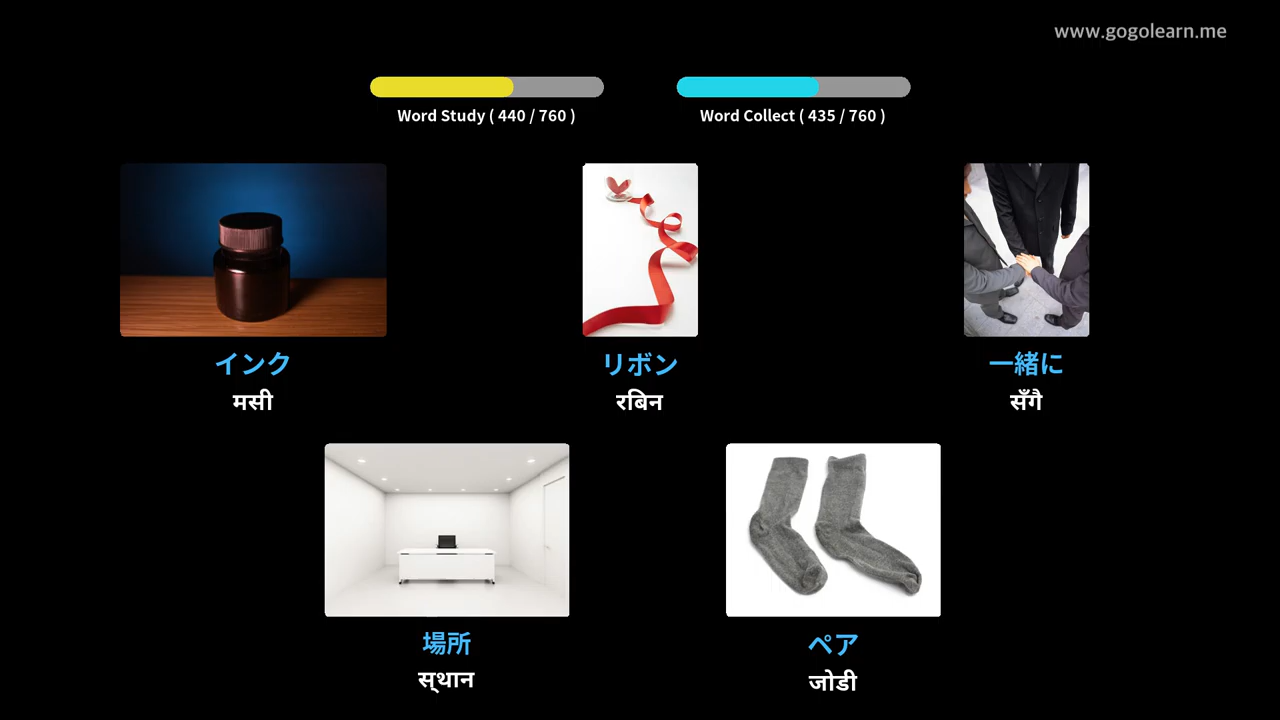 www.gogolearn.me
Word Study ( 440 / 760 )
Word Collect ( 435 / 760 )
インク
मसी
リボン
रबिन
一緒に
सँगै
場所
स्थान
ペア
जोडी